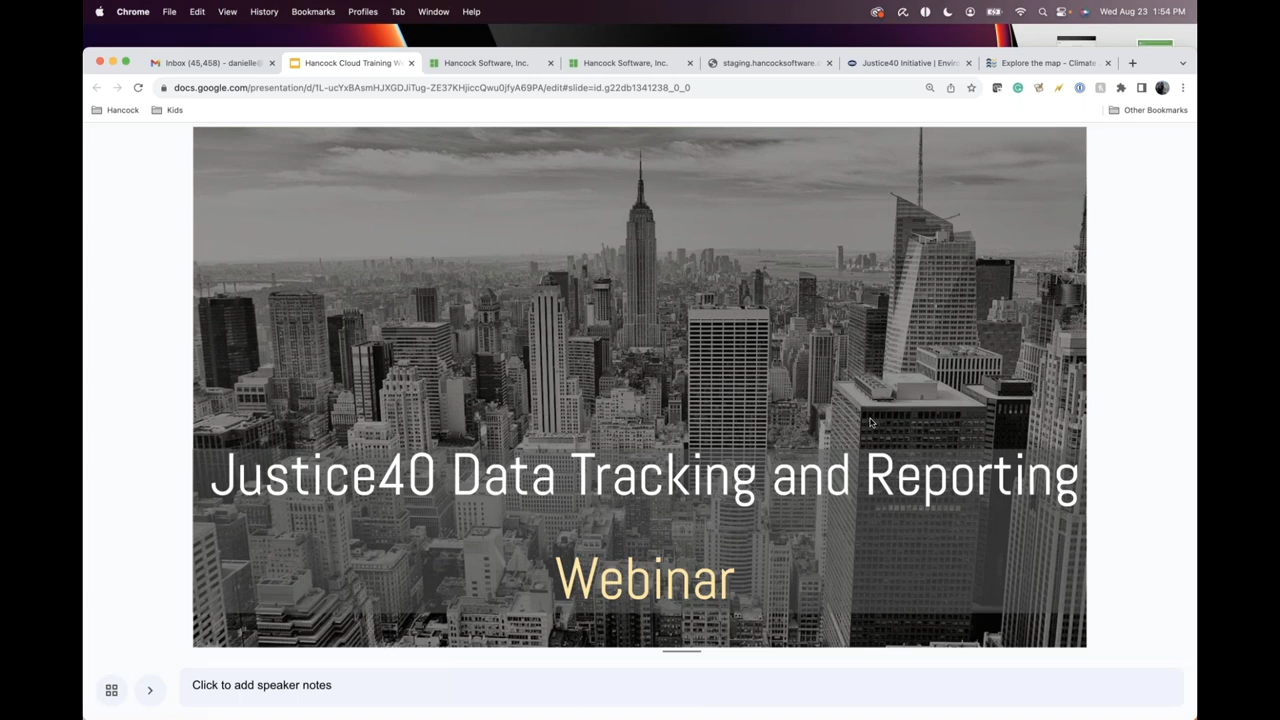 Chrome File Edit View History Bookmarks Profiles Tab Window Help Wed Aug 23 1:54 PM
Inbox (45,458) - danielle@ Hancock Cloud Training W Hancock Software, Inc. Hancock Software, Inc. staging.hancocksoftware.c Justice40 Initiative | Envir Explore the map - Climate
docs.google.com/presentation/d/1L-ucYxBAsmHJXGDJiTug-ZE37KHjiccQwu0jfyA69PA/edit#slide=id.g22db1341238_0_0
Hancock Kids Other Bookmarks
Justice40 Data Tracking and Reporting
Webinar
Click to add speaker notes